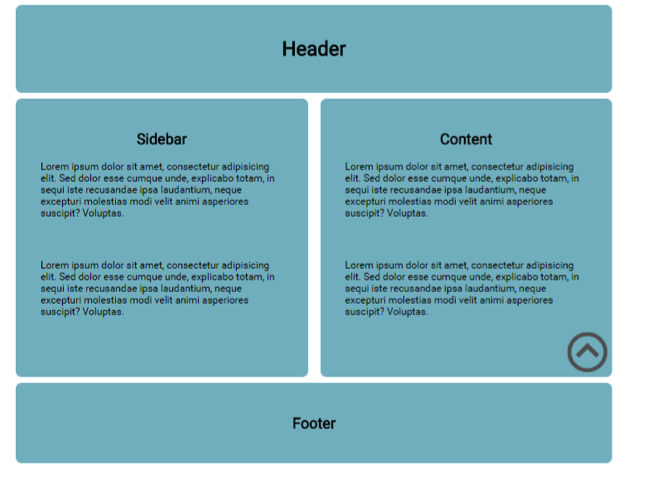 Header
Sidebar
Lorem ipsum dolor sit amet, consectetur adipisicing
elit. Sed dolor esse cumque unde, explicabo totam, in
sequi iste recusandae ipsa laudantium, neque
excepturi molestias modi velit animi asperiores
suscipit? Voluptas.
Lorem ipsum dolor sit amet, consectetur adipisicing
elit. Sed dolor esse cumque unde, explicabo totam, in
sequi iste recusandae ipsa laudantium, neque
excepturi molestias modi velit animi asperiores
suscipit? Voluptas.
Content
Lorem ipsum dolor sit amet, consectetur adipisicing
elit. Sed dolor esse cumque unde, explicabo totam, in
sequi iste recusandae ipsa laudantium, neque
excepturi molestias modi velit animi asperiores
suscipit? Voluptas.
Lorem ipsum dolor sit amet, consectetur adipisicing
elit. Sed dolor esse cumque unde, explicabo totam, in
sequi iste recusandae ipsa laudantium, neque
excepturi molestias modi velit animi asperiores
suscipit? Voluptas.
Footer